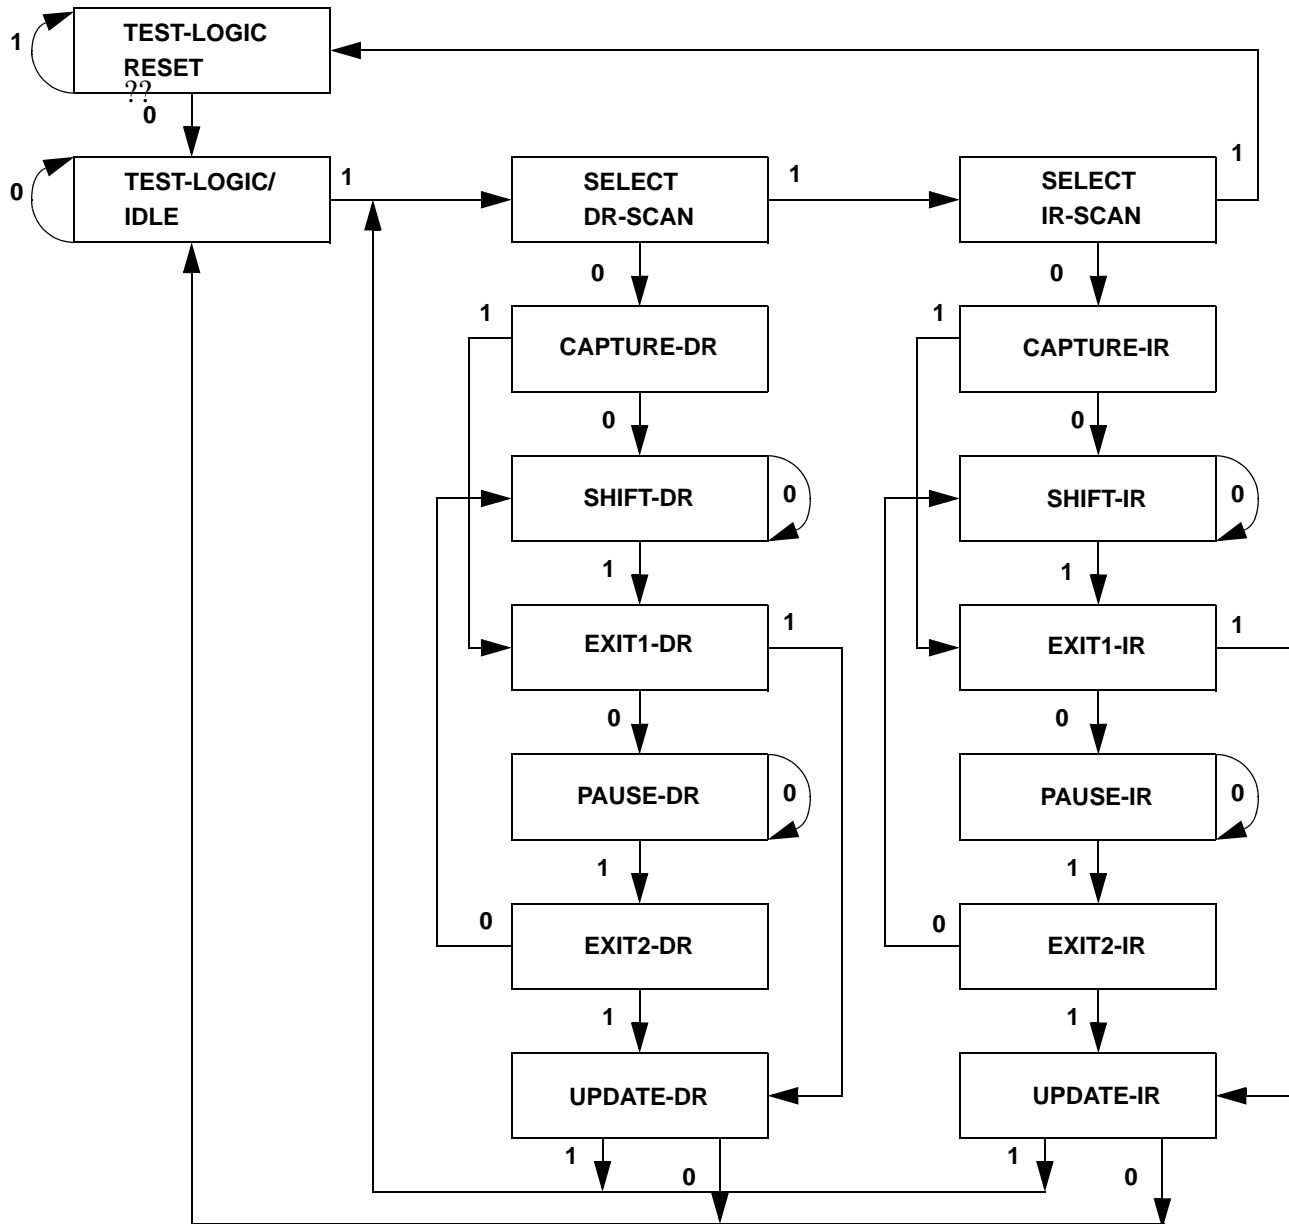 TEST-LOGIC
RESET
??
1
0
TEST-LOGIC/
IDLE
0
1
SELECT
DR-SCAN
1
SELECT
IR-SCAN
1
0
0
1
CAPTURE-DR
1
CAPTURE-IR
0
0
SHIFT-DR
0
SHIFT-IR
0
1
1
EXIT1-DR
1
EXIT1-IR
1
0
0
PAUSE-DR
0
PAUSE-IR
0
1
1
0
EXIT2-DR
0
EXIT2-IR
1
1
UPDATE-DR
UPDATE-IR
1
0
1
0